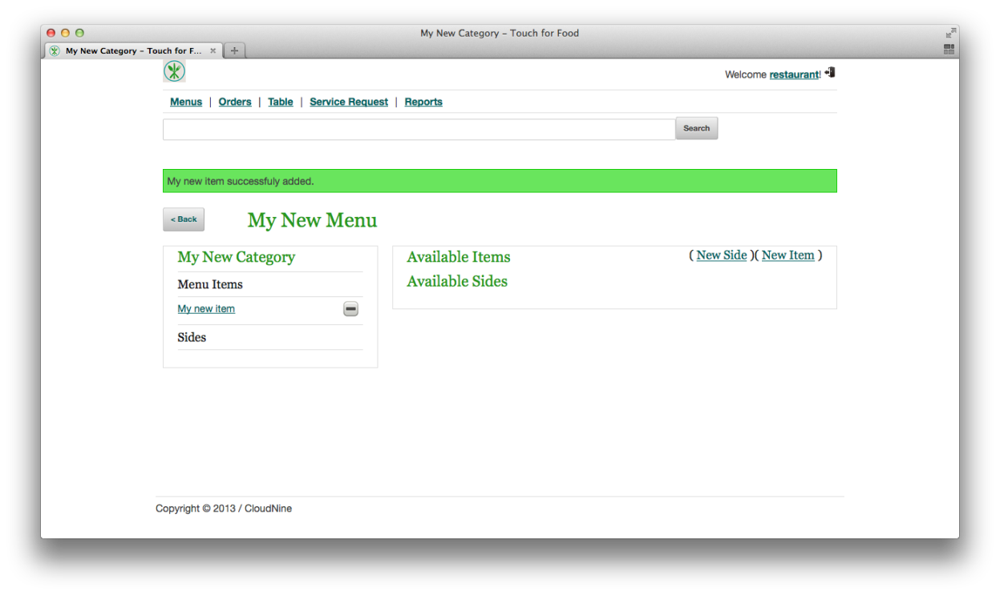 My New Category – Touch for Food
My New Category – Touch for F...
Welcome restaurant!
Menus | Orders | Table | Service Request | Reports
Search
My new item successfuly added.
< Back
My New Menu
My New Category
Menu Items
My new item
Sides
Available Items
( New Side )( New Item )
Available Sides
Copyright © 2013 / CloudNine